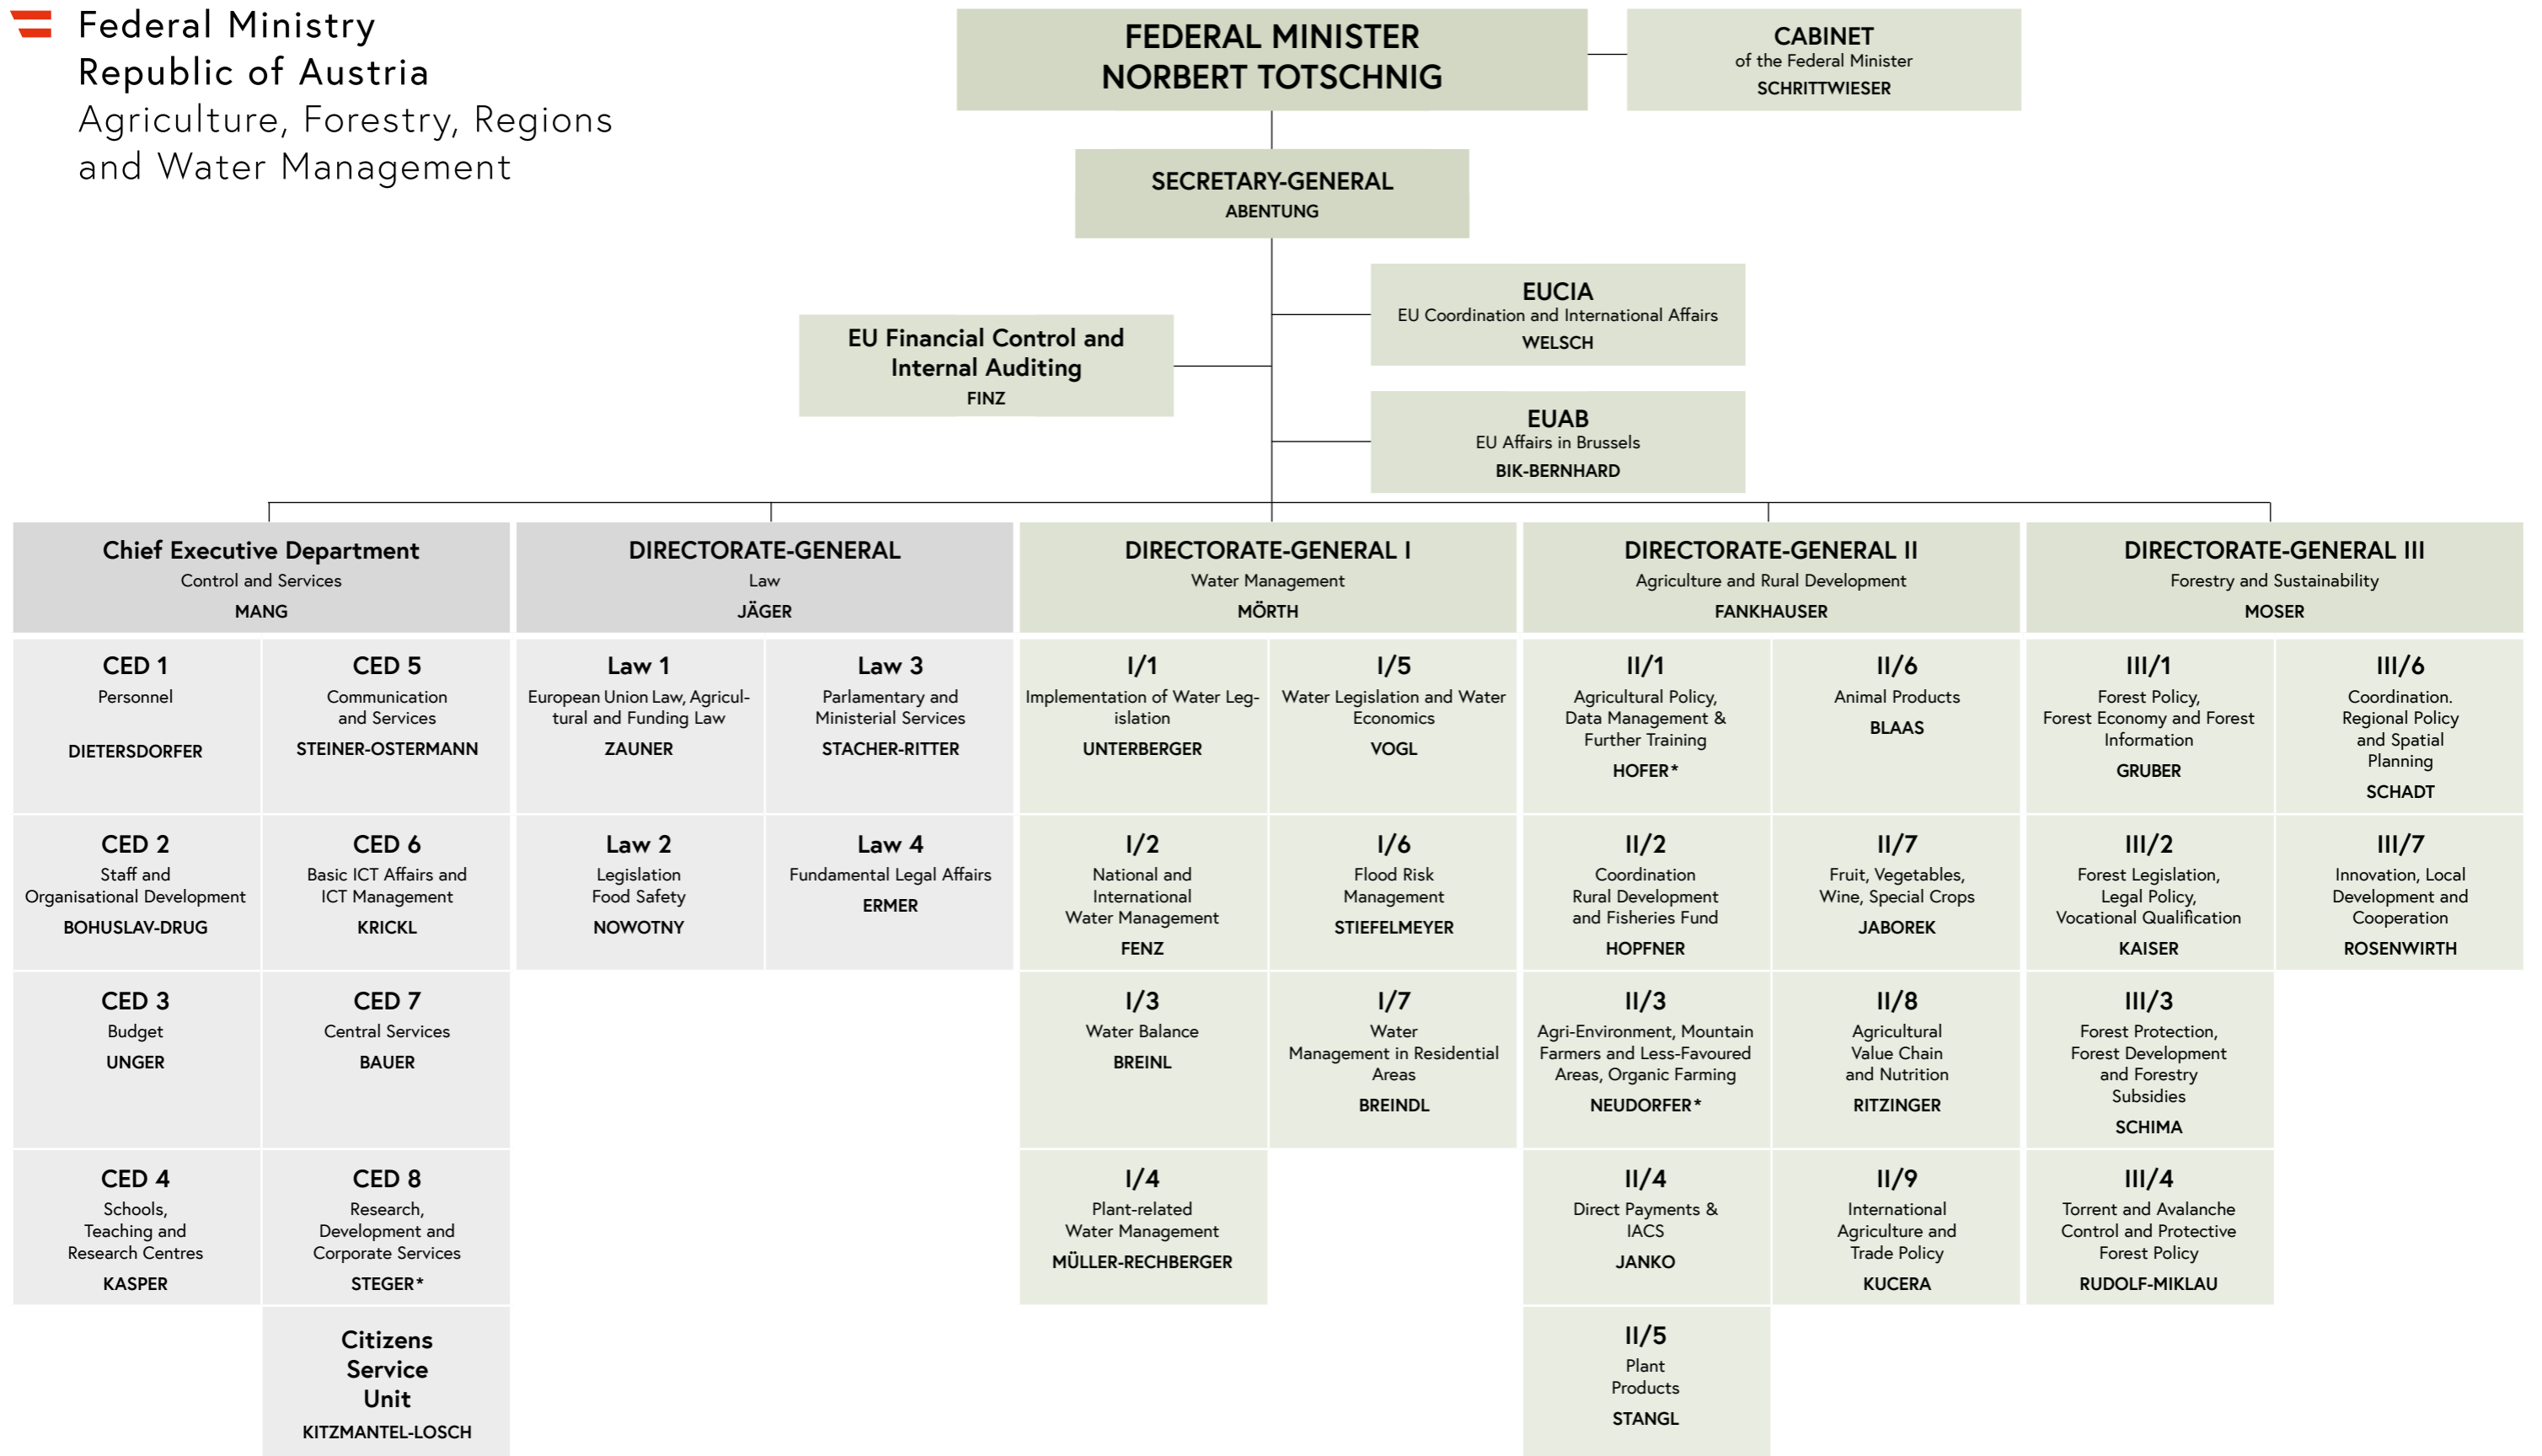 Federal Ministry
Republic of Austria
Agriculture, Forestry, Regions
and Water Management
FEDERAL MINISTER
NORBERT TOTSCHNIG
CABINET
of the Federal Minister
SCHRITTWIESER
SECRETARY-GENERAL
ABENTUNG
EUCIA
EU Coordination and International Affairs
WELSCH
EU Financial Control and
Internal Auditing
FINZ
EUAB
EU Affairs in Brussels
BIK-BERNHARD
Chief Executive Department
Control and Services
MANG
CED 1
Personnel
DIETERSDORFER
CED 5
Communication
and Services
STEINER-OSTERMANN
CED 2
Staff and
Organisational Development
BOHUSLAV-DRUG
CED 6
Basic ICT Affairs and
ICT Management
KRICKL
CED 3
Budget
UNGER
CED 7
Central Services
BAUER
CED 4
Schools,
Teaching and
Research Centres
KASPER
CED 8
Research,
Development and
Corporate Services
STEGER*
Citizens
Service
Unit
KITZMANTEL-LOSCH
DIRECTORATE-GENERAL
Law
JÄGER
Law 1
European Union Law, Agricul-
tural and Funding Law
ZAUNER
Law 3
Parlamentary and
Ministerial Services
STACHER-RITTER
Law 2
Legislation
Food Safety
NOWOTNY
Law 4
Fundamental Legal Affairs
ERMER
DIRECTORATE-GENERAL I
Water Management
MÖRTH
I/1
Implementation of Water Leg-
islation
UNTERBERGER
I/5
Water Legislation and Water
Economics
VOGL
I/2
National and
International
Water Management
FENZ
I/6
Flood Risk
Management
STIEFELMEYER
I/3
Water Balance
BREINL
I/7
Water
Management in Residential
Areas
BREINDL
I/4
Plant-related
Water Management
MÜLLER-RECHBERGER
DIRECTORATE-GENERAL II
Agriculture and Rural Development
FANKHAUSER
II/1
Agricultural Policy,
Data Management &
Further Training
HOFER*
II/6
Animal Products
BLAAS
II/2
Coordination
Rural Development
and Fisheries Fund
HOPFNER
II/7
Fruit, Vegetables,
Wine, Special Crops
JABOREK
II/3
Agri-Environment, Mountain
Farmers and Less-Favoured
Areas, Organic Farming
NEUDORFER*
II/8
Agricultural
Value Chain
and Nutrition
RITZINGER
II/4
Direct Payments &
IACS
JANKO
II/9
International
Agriculture and
Trade Policy
KUCERA
II/5
Plant
Products
STANGL
DIRECTORATE-GENERAL III
Forestry and Sustainability
MOSER
III/1
Forest Policy,
Forest Economy and Forest
Information
GRUBER
III/6
Coordination.
Regional Policy
and Spatial
Planning
SCHADT
III/2
Forest Legislation,
Legal Policy,
Vocational Qualification
KAISER
III/7
Innovation, Local
Development and
Cooperation
ROSENWIRTH
III/3
Forest Protection,
Forest Development
and Forestry
Subsidies
SCHIMA
III/4
Torrent and Avalanche
Control and Protective
Forest Policy
RUDOLF-MIKLAU